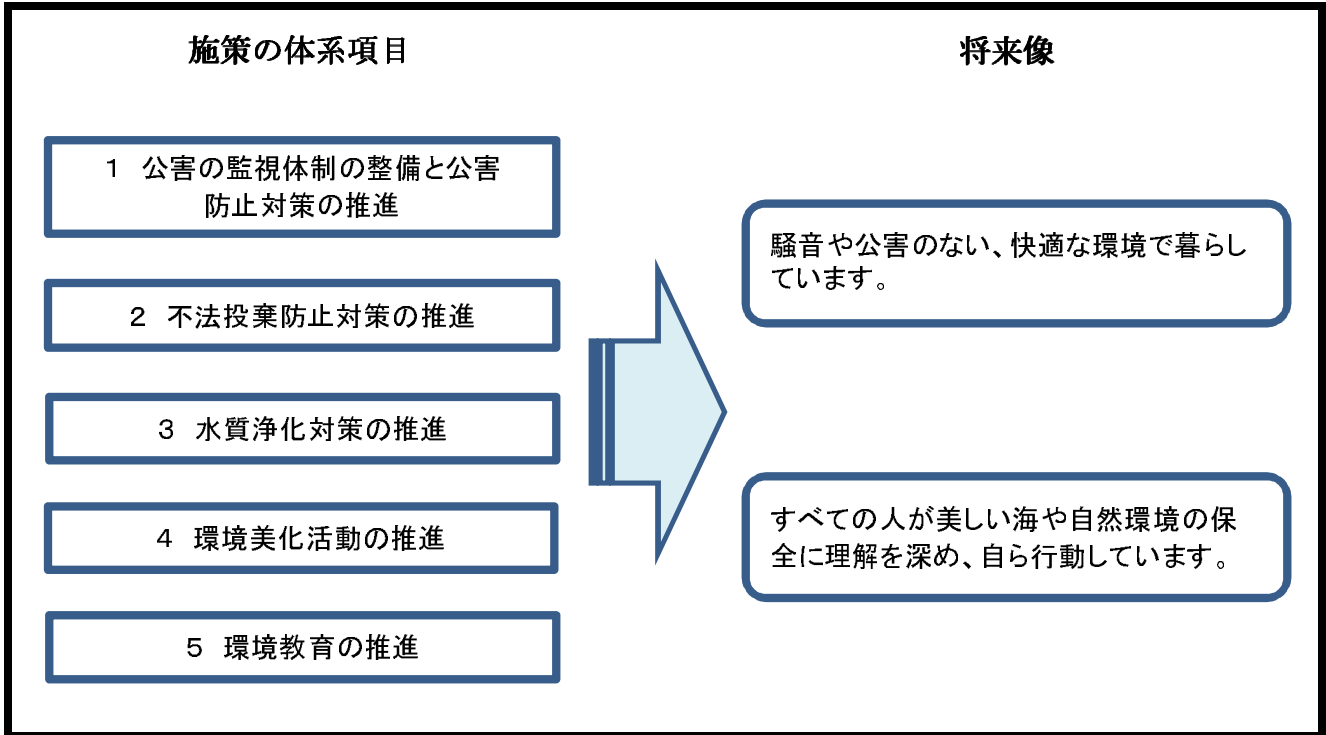 施策の体系項目
1 公害の監視体制の整備と公害
防止対策の推進
2 不法投棄防止対策の推進
3 水質浄化対策の推進
4 環境美化活動の推進
5 環境教育の推進
将来像
騒音や公害のない、快適な環境で暮らし
ています。
すべての人が美しい海や自然環境の保
全に理解を深め、自ら行動しています。